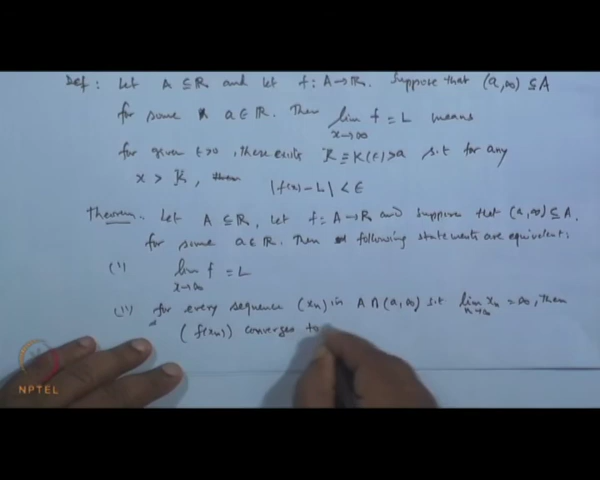 Def: Let A ⊆ ℝ and let f: A→ℝ. Suppose that (a,∞) ⊆ A
for some a ∈ ℝ. Then lim f = L means
x→∞
for given ε>0, there exists K ≡ K(ε)>a s.t for any
x > K, then |f(x) - L| < ε
Theorem. Let A ⊆ ℝ, let f: A→ℝ and suppose that (a,∞) ⊆ A.
for some a ∈ ℝ. Then following statements are equivalent:
(i) lim f = L
x→∞
(ii) for every sequence (xn) in A∩(a,∞) s.t lim xn = ∞, then
n→∞
(f(xn)) converges to
NPTEL